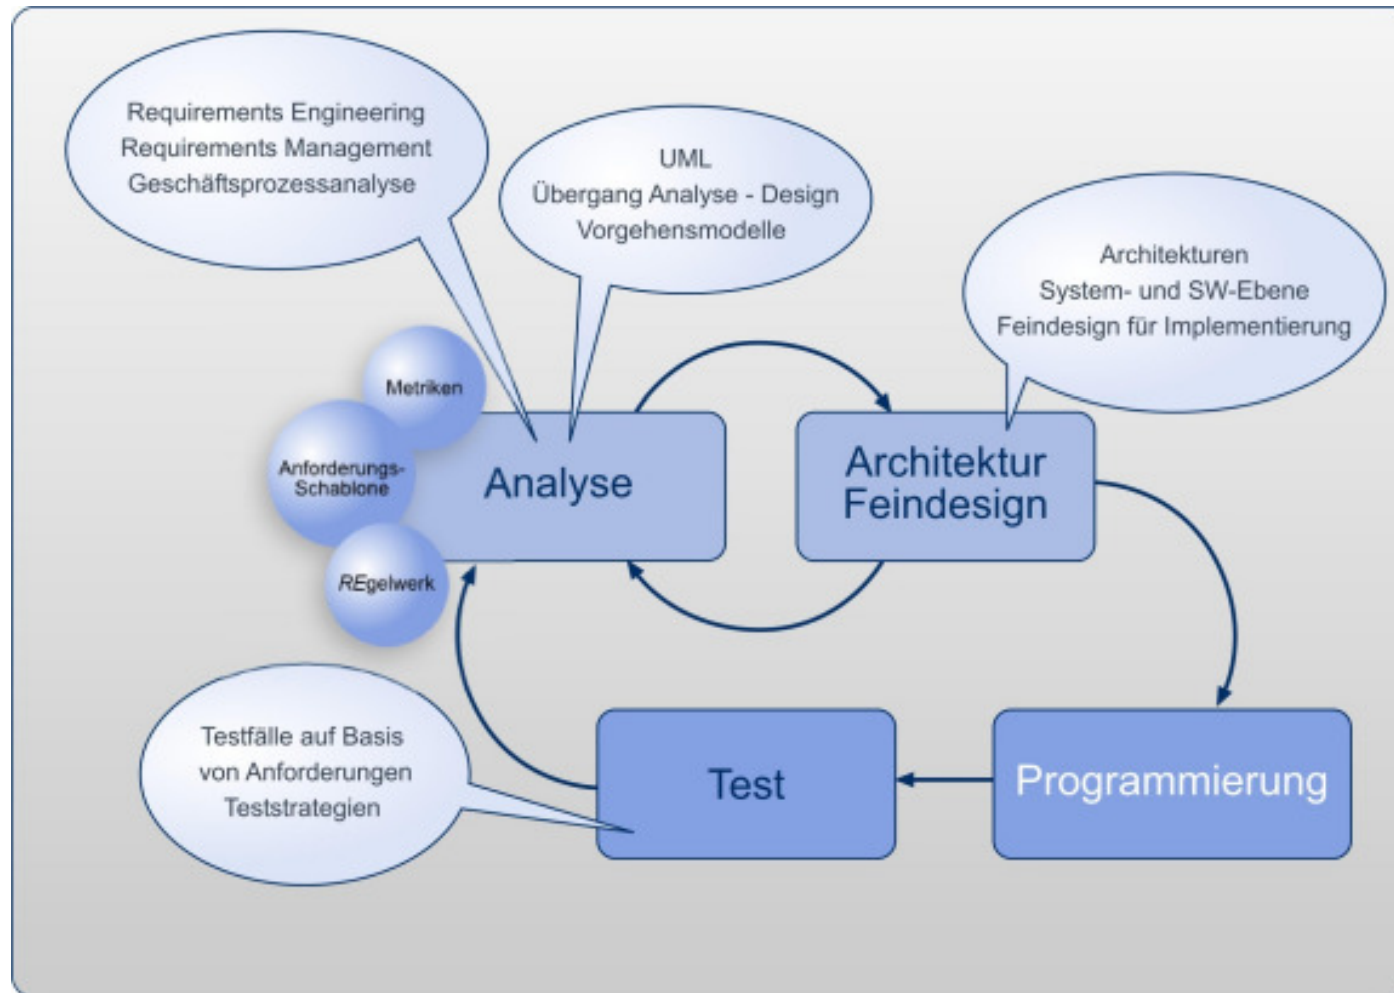 Requirements Engineering
Requirements Management
Geschäftsprozessanalyse
UML
Übergang Analyse - Design
Vorgehensmodelle
Architekturen
System- und SW-Ebene
Feindesign für Implementierung
Metriken
Anforderungs-
Schablone
REgelwerk
Analyse
Architektur
Feindesign
Testfälle auf Basis
von Anforderungen
Teststrategien
Test
Programmierung